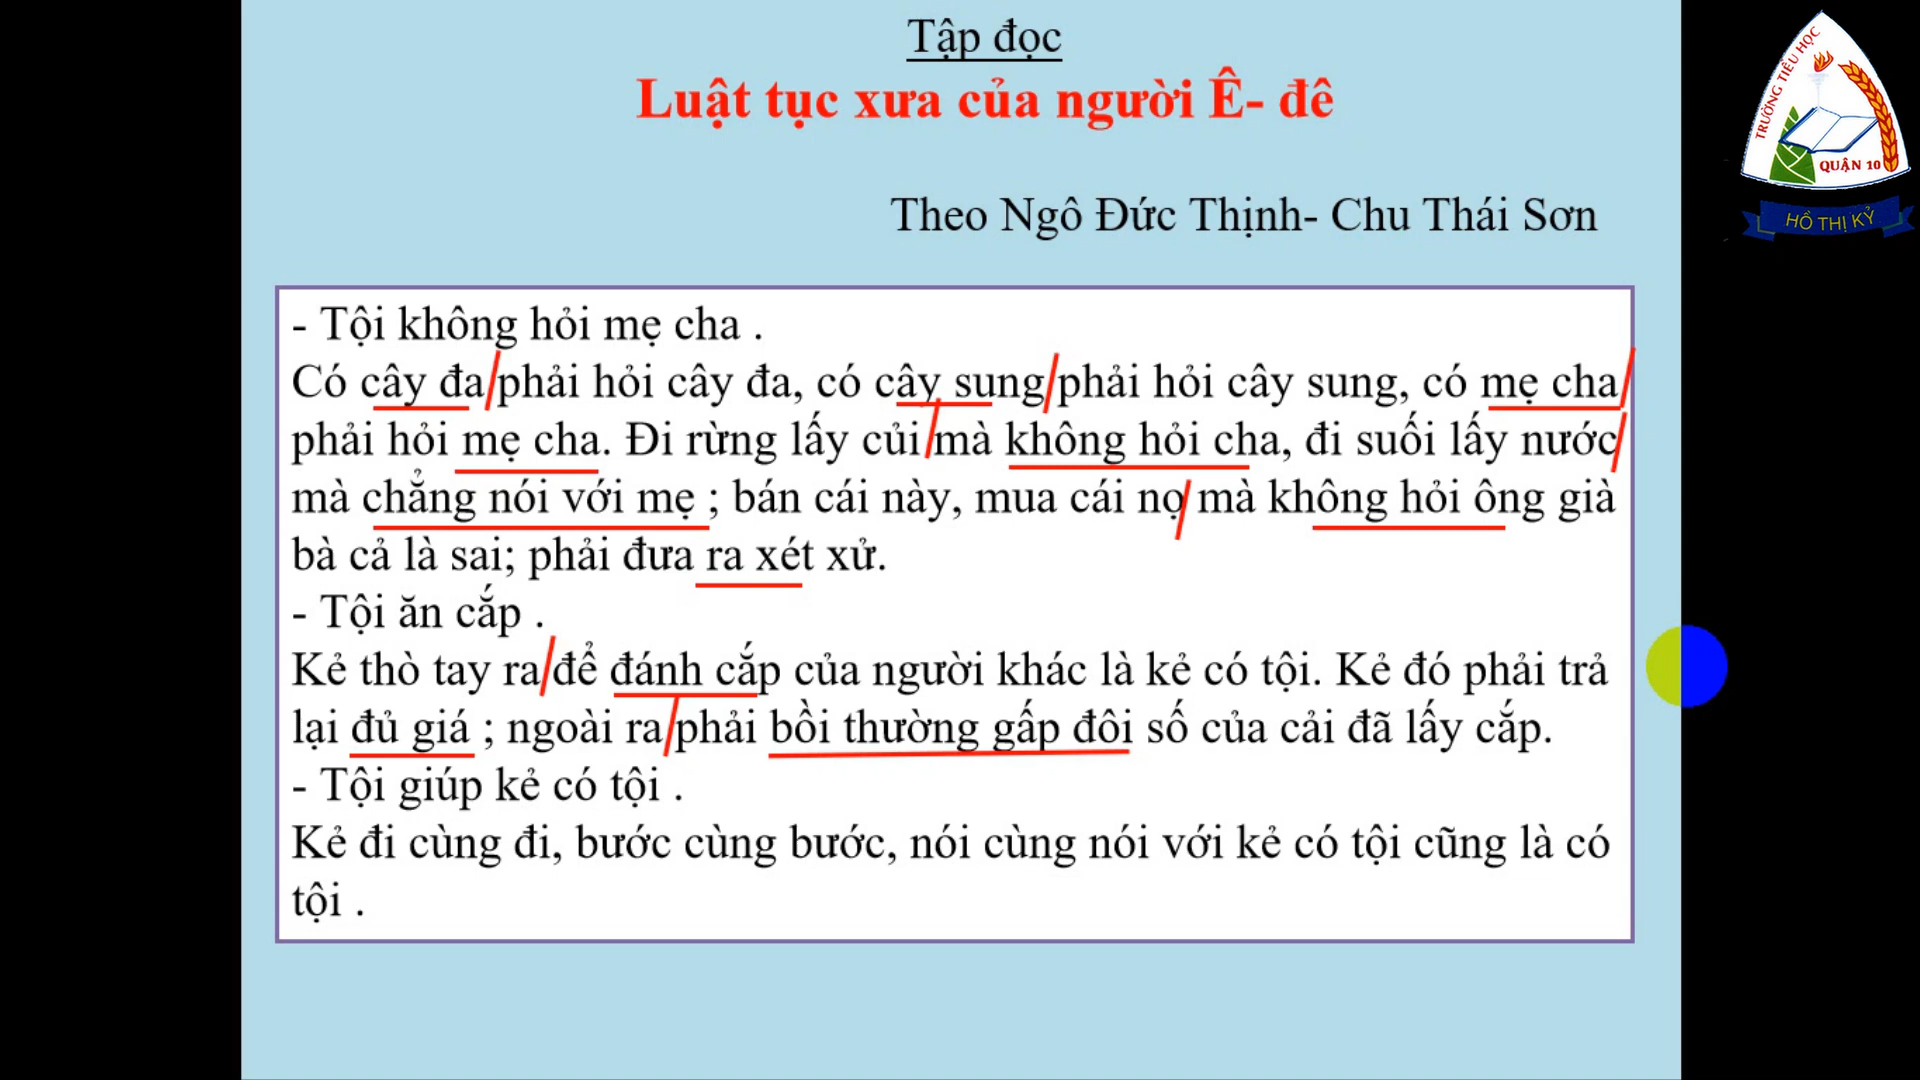 Tập đọc
Luật tục xưa của người Ê- đê
Theo Ngô Đức Thịnh- Chu Thái Sơn
- Tội không hỏi mẹ cha .
Có cây đa/phải hỏi cây đa, có cây sung/phải hỏi cây sung, có mẹ cha/
phải hỏi mẹ cha. Đi rừng lấy củi/mà không hỏi cha, đi suối lấy nước/
mà chẳng nói với mẹ ; bán cái này, mua cái nọ/mà không hỏi ông già
bà cả là sai; phải đưa ra xét xử.
- Tội ăn cắp .
Kẻ thò tay ra/để đánh cắp của người khác là kẻ có tội. Kẻ đó phải trả
lại đủ giá ; ngoài ra/phải bồi thường gấp đôi số của cải đã lấy cắp.
- Tội giúp kẻ có tội .
Kẻ đi cùng đi, bước cùng bước, nói cùng nói với kẻ có tội cũng là có
tội .
TRƯỜNG TIỂU HỌC
QUẬN 10
HỒ THỊ KỶ